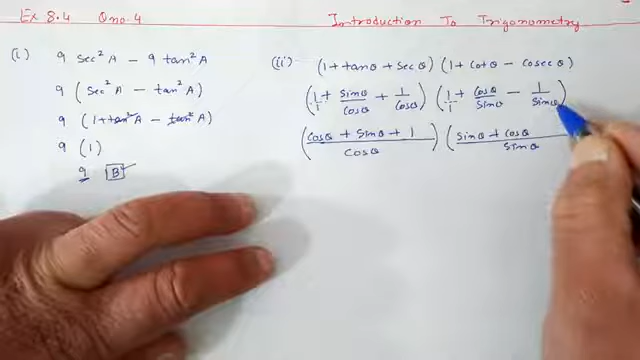 Ex 8.4 Qno-4 Introduction To Trigonometry
(i) 9 sec²A - 9 tan²A
9 (sec²A - tan²A)
9 (1+tan²A - tan²A)
9 (1)
9 B
(ii) (1+tanθ + secθ) (1+cotθ - cosecθ)
(1/1 + sinθ/cosθ + 1/cosθ) (1/1 + cosθ/sinθ - 1/sinθ)
(cosθ + sinθ + 1/cosθ) (sinθ + cosθ/sinθ